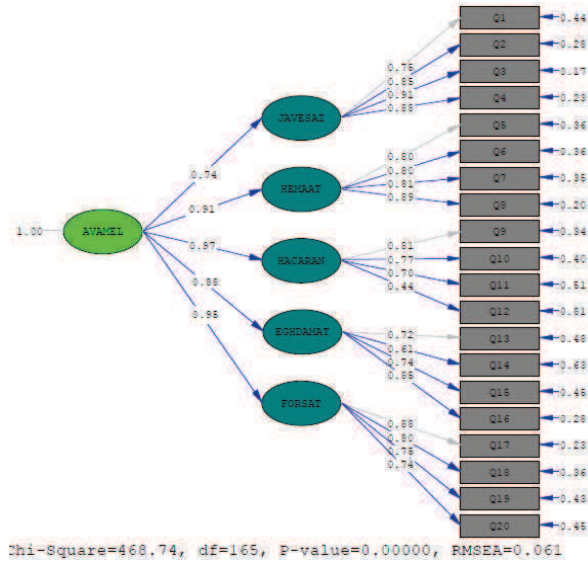 1.00
AVAMEL
0.74
0.91
0.97
0.88
0.95
JAVESAZ
HEMAAT
HACARAN
EGHDAMAT
FORSAT
0.75
0.85
0.91
0.88
0.80
0.80
0.81
0.89
0.81
0.77
0.70
0.44
0.72
0.61
0.74
0.85
0.88
0.80
0.75
0.74
Q1 0.44
Q2 0.28
Q3 0.17
Q4 0.23
Q5 0.36
Q6 0.36
Q7 0.35
Q8 0.20
Q9 0.34
Q10 0.40
Q11 0.51
Q12 0.81
Q13 0.48
Q14 0.63
Q15 0.45
Q16 0.28
Q17 0.23
Q18 0.36
Q19 0.43
Q20 0.45
Chi-Square=468.74, df=165, P-value=0.00000, RMSEA=0.061